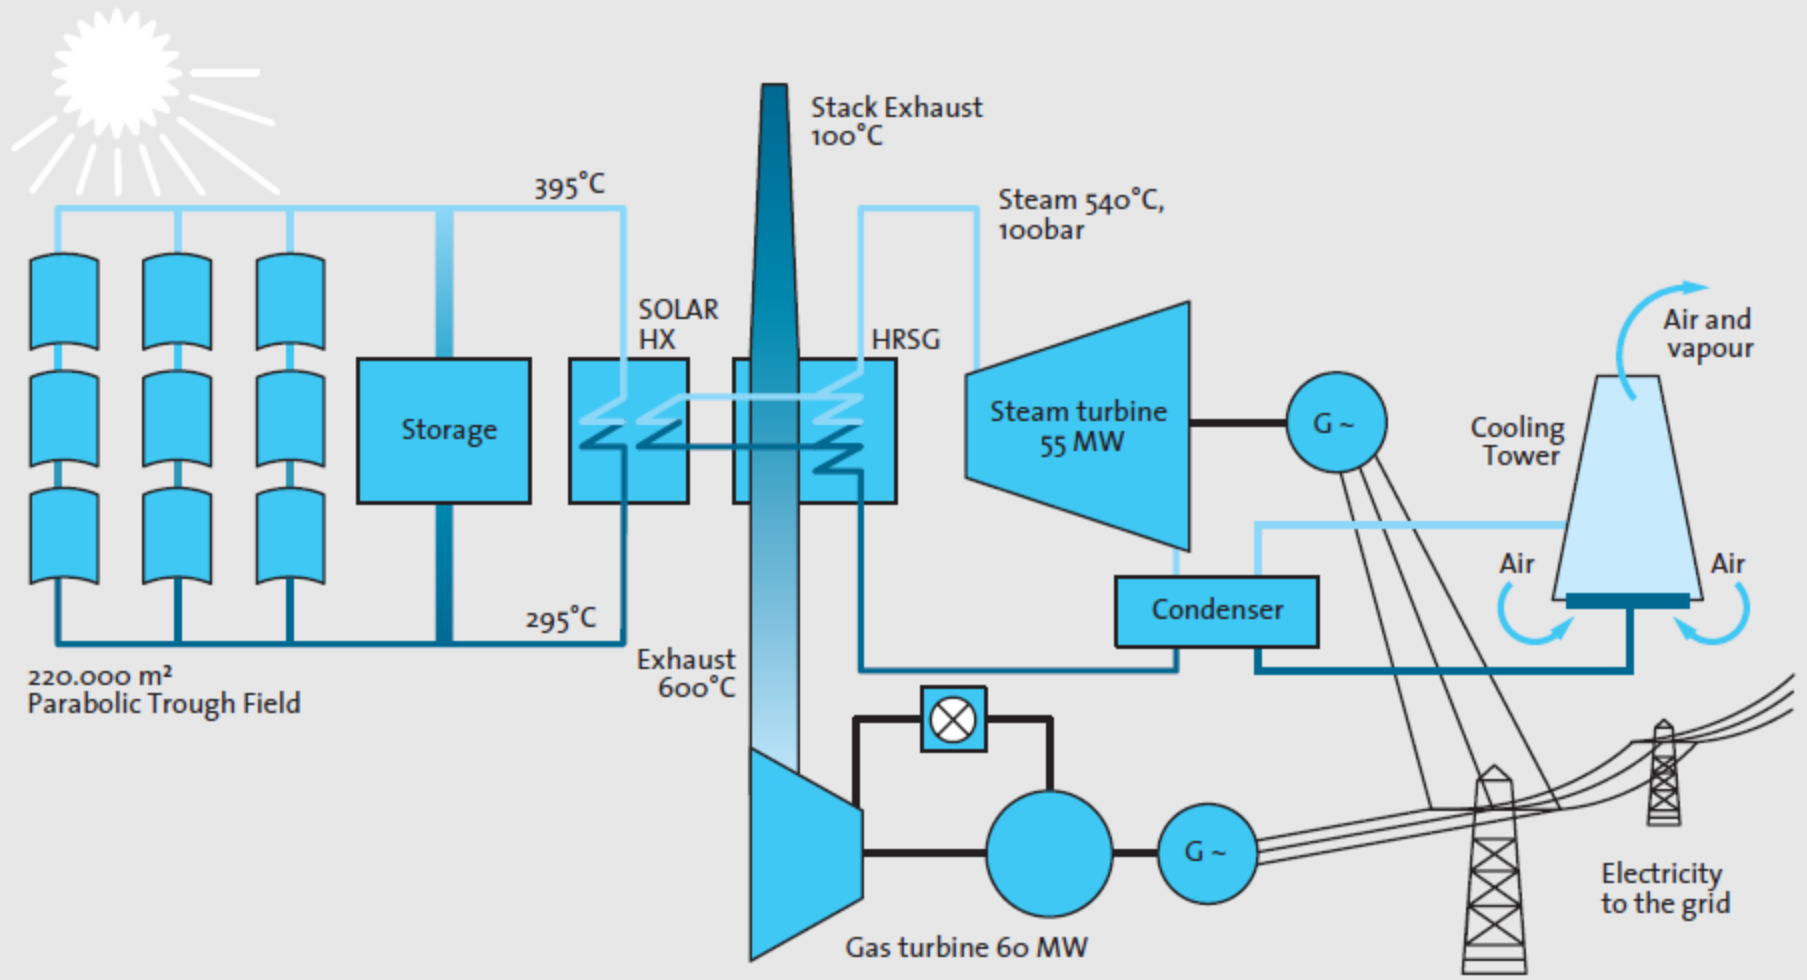 Stack Exhaust
100°C
395°C
Steam 540°C,
100bar
SOLAR
HX
HRSG
Air and
vapour
Storage
Steam turbine
55 MW
G ~
Cooling
Tower
Air
Air
Condenser
295°C
Exhaust
600°C
220.000 m²
Parabolic Trough Field
G ~
Gas turbine 60 MW
Electricity
to the grid